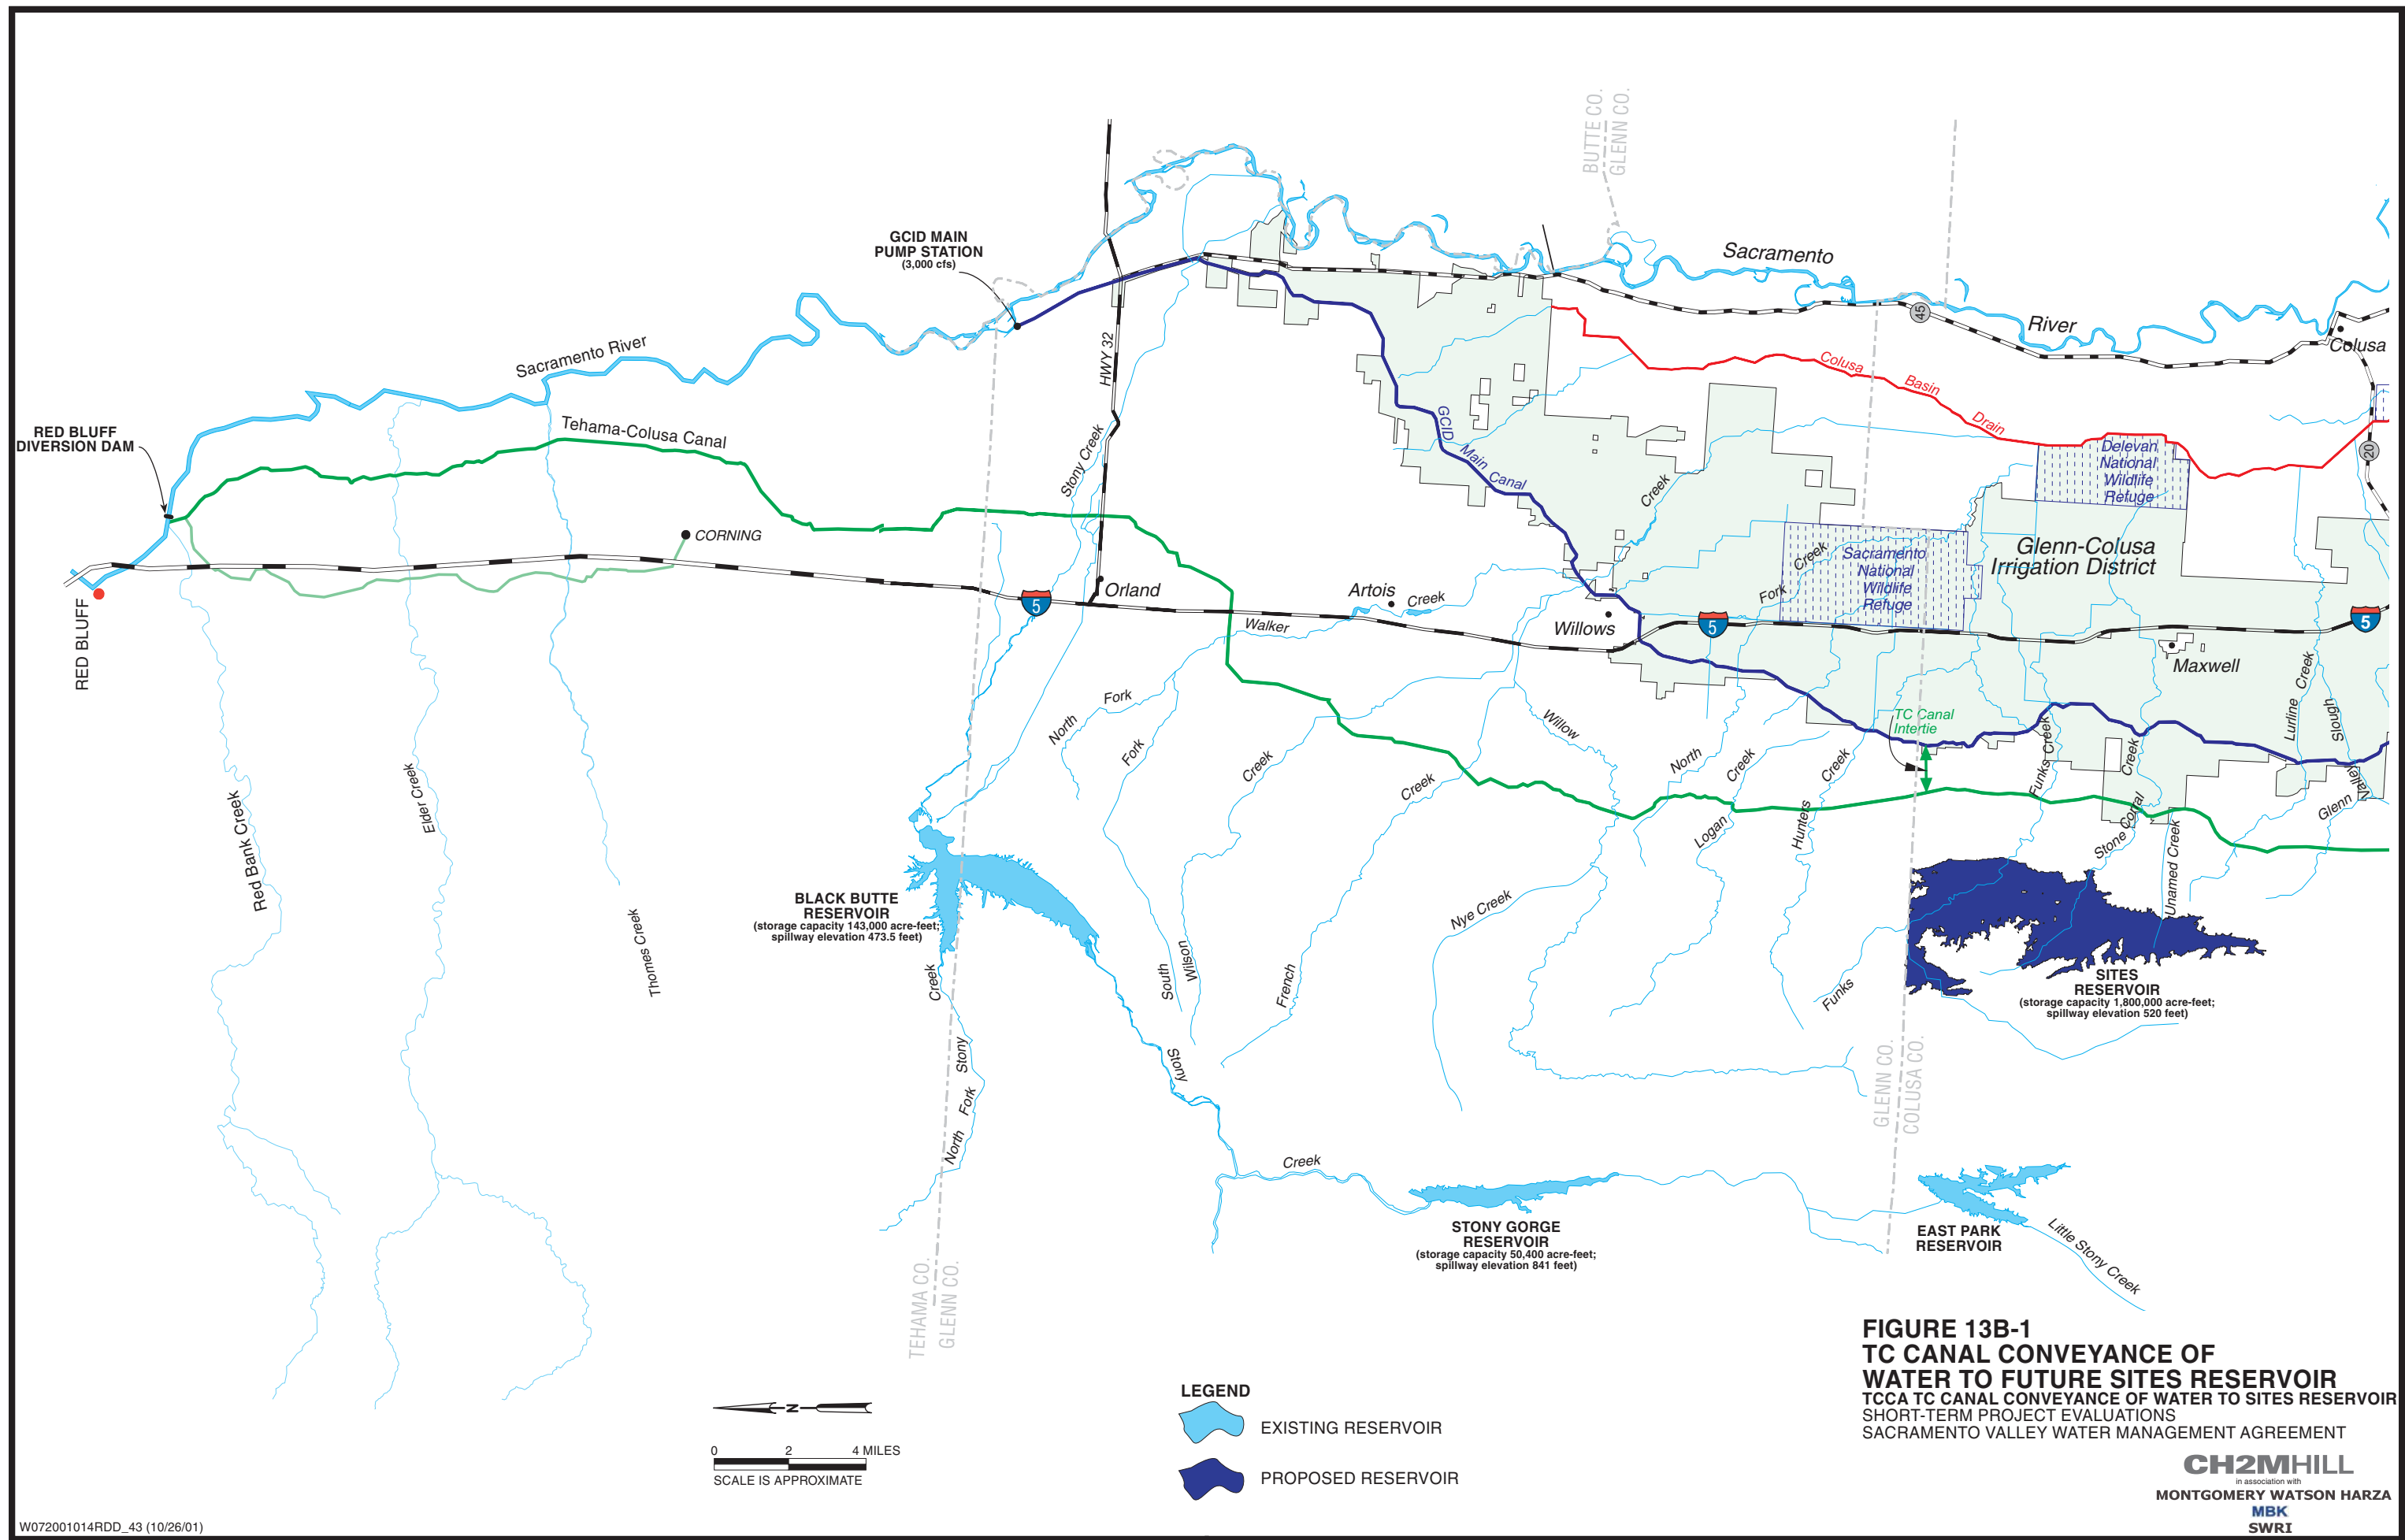 BUTTE CO.
GLENN CO.
GCID MAIN
PUMP STATION
(3,000 cfs)
Sacramento
River
45
Colusa
HWY 32
Sacramento River
Colusa
Basin
Drain
Tehama-Colusa Canal
RED BLUFF
DIVERSION DAM
Stony Creek
GCID
Main Canal
20
Delevan
National
Wildlife
Refuge
Creek
CORNING
Glenn-Colusa
Irrigation District
Sacramento
National
Wildlife
Refuge
Fork
Creek
RED BLUFF
5
Orland
Artois
Creek
Walker
Willows
5
5
Maxwell
North
Fork
Fork
Creek
Creek
Willow
North
Creek
Creek
TC Canal
Intertie
Funks Creek
Creek
Lurline
Creek
Slough
Valley
Glenn
Red Bank Creek
Elder Creek
Thomes Creek
Logan
Hunters
Stone
Corral
Unamed Creek
BLACK BUTTE
RESERVOIR
(storage capacity 143,000 acre-feet;
spillway elevation 473.5 feet)
Nye Creek
Creek
Stony
Fork
North
South
Wilson
French
Funks
SITES
RESERVOIR
(storage capacity 1,800,000 acre-feet;
spillway elevation 520 feet)
Stony
Creek
GLENN CO.
COLUSA CO.
STONY GORGE
RESERVOIR
(storage capacity 50,400 acre-feet;
spillway elevation 841 feet)
EAST PARK
RESERVOIR
Little Stony Creek
TEHAMA CO.
GLENN CO.
N
0 2 4 MILES
SCALE IS APPROXIMATE
LEGEND
EXISTING RESERVOIR
PROPOSED RESERVOIR
FIGURE 13B-1
TC CANAL CONVEYANCE OF
WATER TO FUTURE SITES RESERVOIR
TCCA TC CANAL CONVEYANCE OF WATER TO SITES RESERVOIR
SHORT-TERM PROJECT EVALUATIONS
SACRAMENTO VALLEY WATER MANAGEMENT AGREEMENT
CH2MHILL
in association with
MONTGOMERY WATSON HARZA
MBK
SWRI
W072001014RDD_43 (10/26/01)